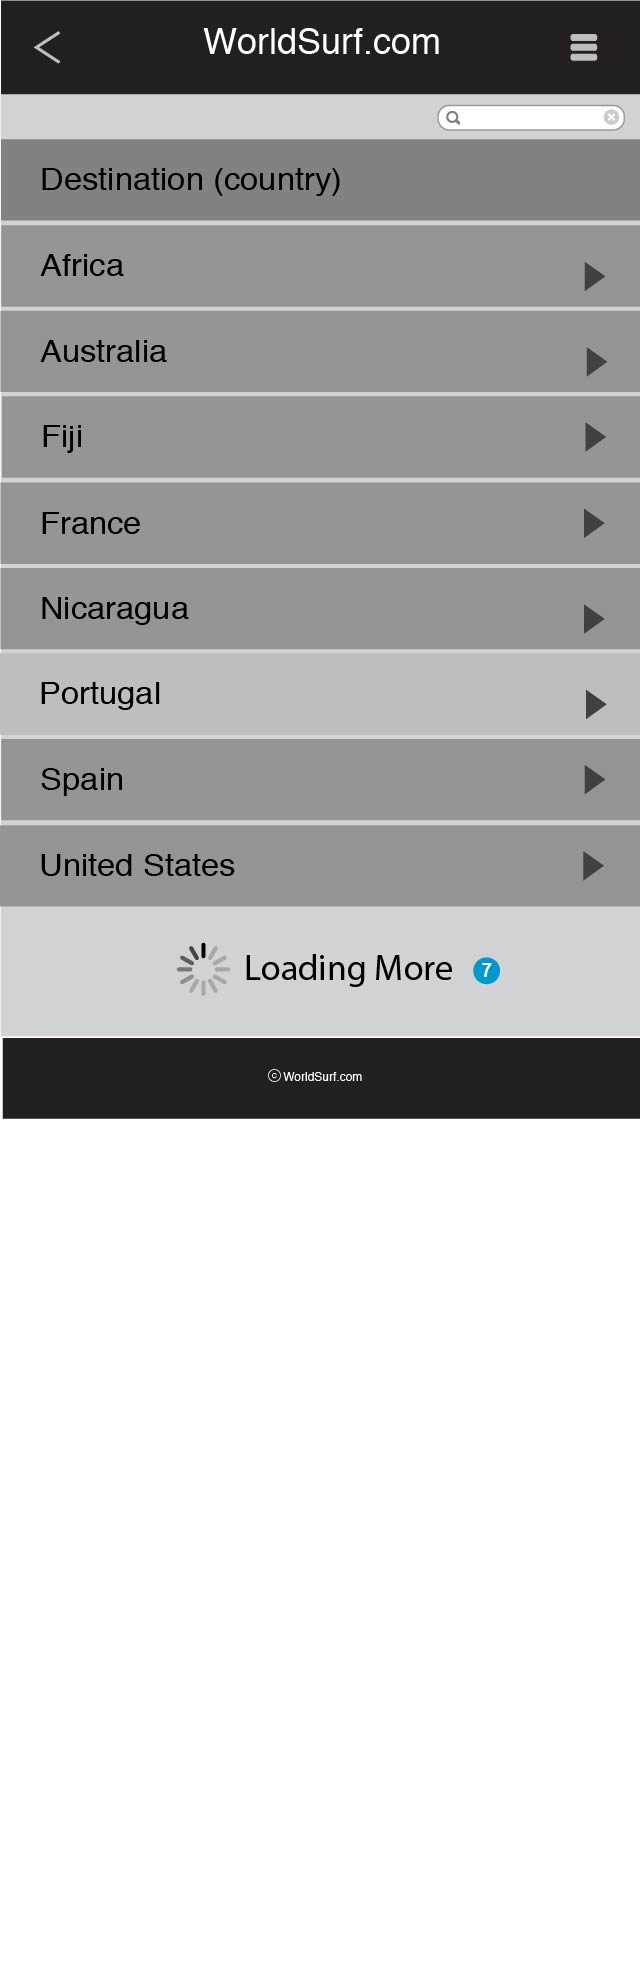 WorldSurf.com
Destination (country)
Africa
Australia
Fiji
France
Nicaragua
Portugal
Spain
United States
Loading More 7
© WorldSurf.com